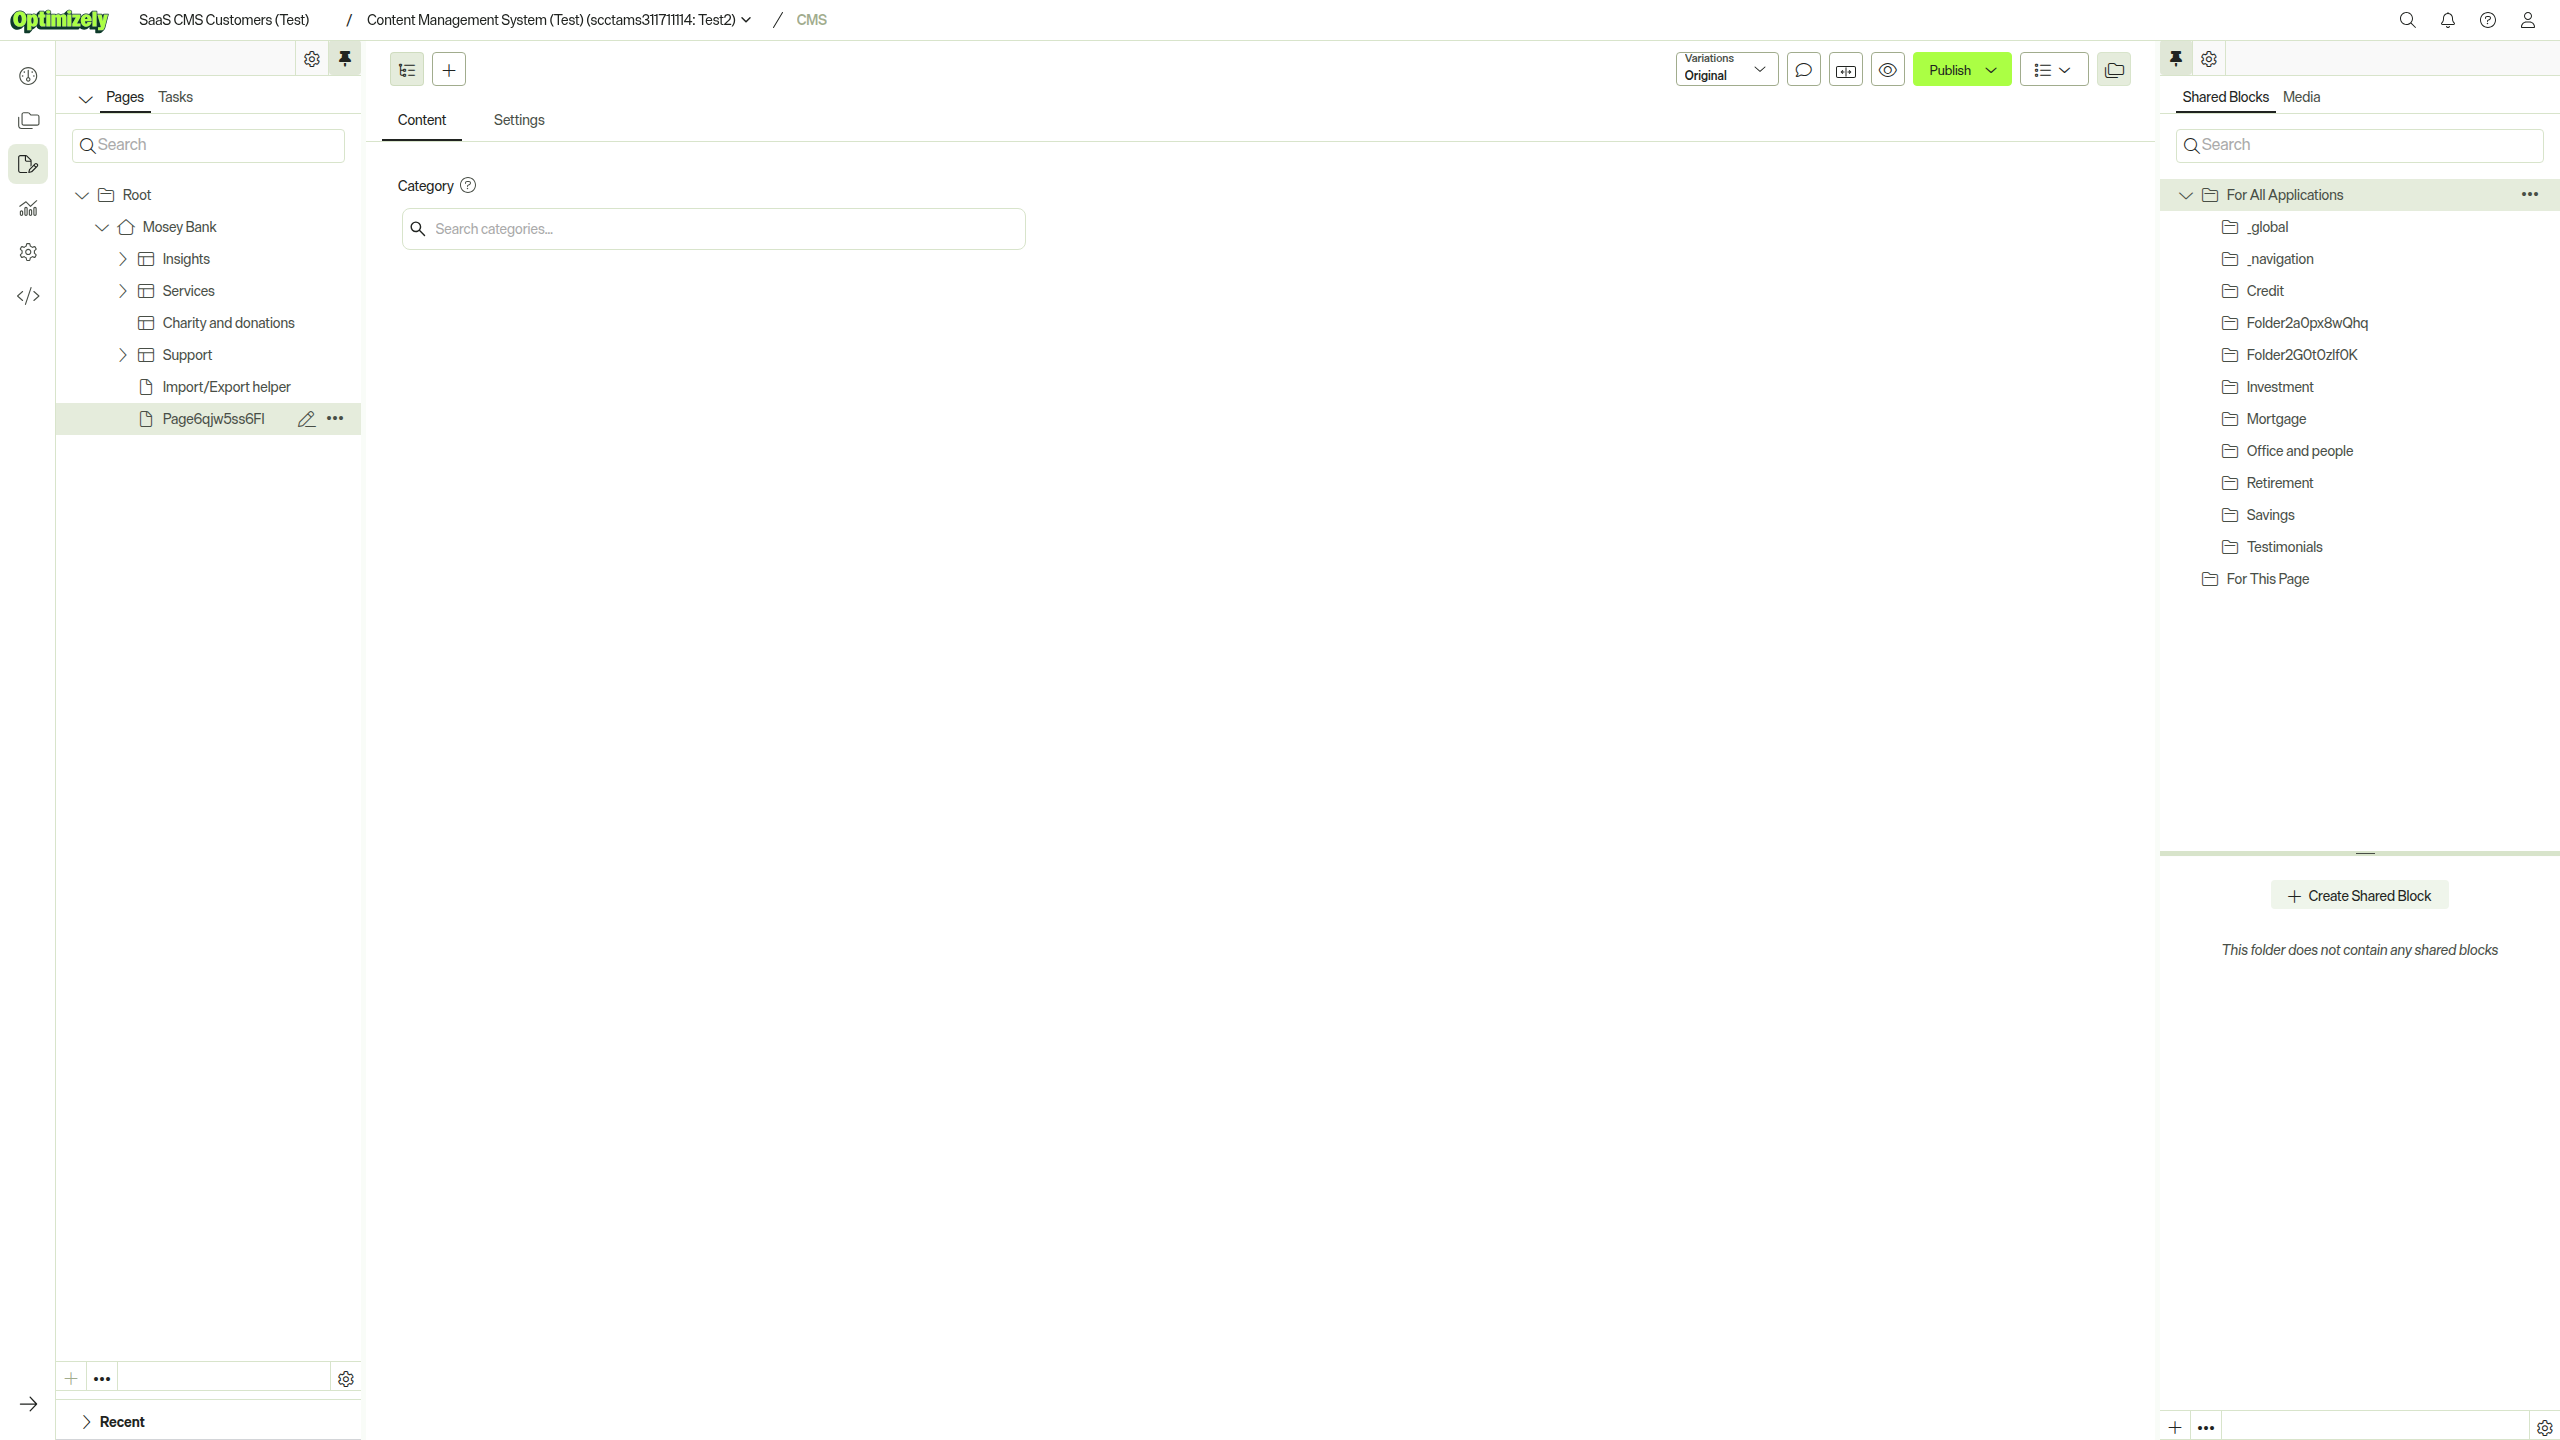 Optimizely
SaaS CMS Customers (Test) / Content Management System (Test) (scctams311711114: Test2) / CMS
Pages Tasks
Search
Root
Mosey Bank
Insights
Services
Charity and donations
Support
Import/Export helper
Page6qjw5ss6FI
Recent
Variations
Original
Publish
Content Settings
Category
Search categories...
Shared Blocks Media
Search
For All Applications
_global
_navigation
Credit
Folder2a0px8wQhq
Folder2G0t0zIf0K
Investment
Mortgage
Office and people
Retirement
Savings
Testimonials
For This Page
Create Shared Block
This folder does not contain any shared blocks